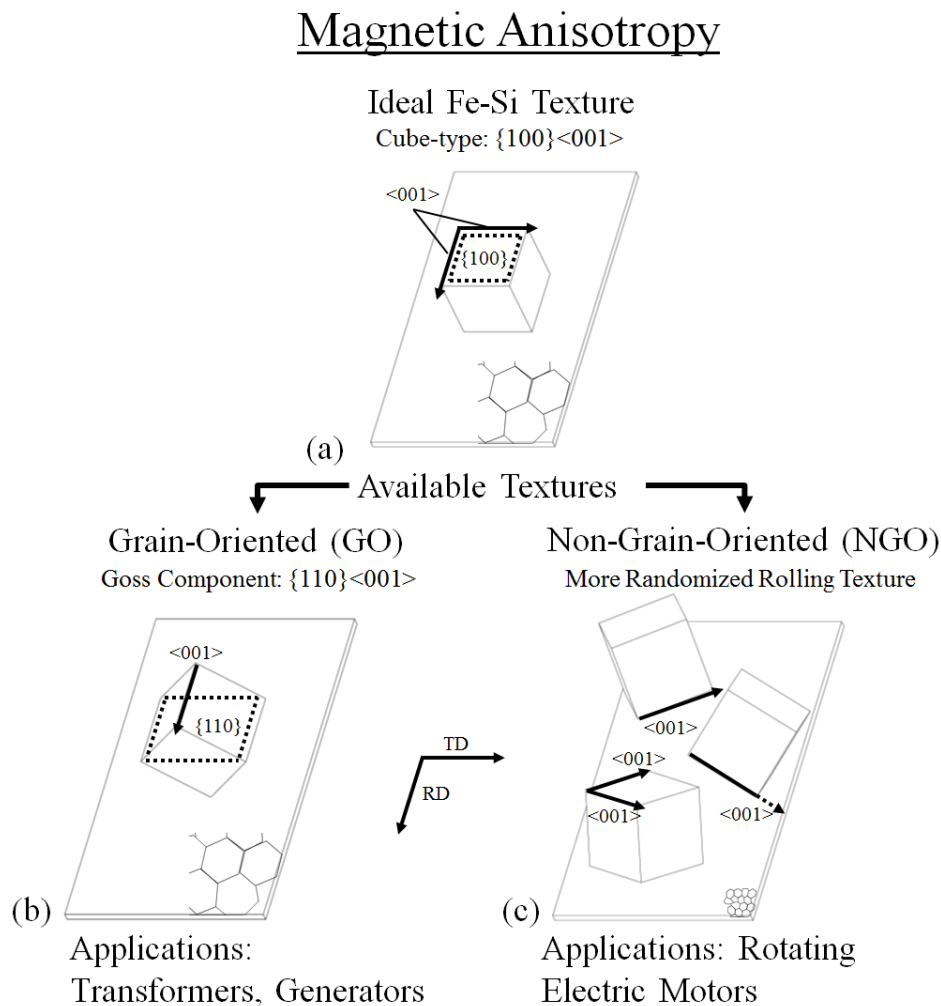 Magnetic Anisotropy
Ideal Fe-Si Texture
Cube-type: {100}<001>
<001>
{100}
(a)
Available Textures
Grain-Oriented (GO)
Goss Component: {110}<001>
<001>
{110}
(b)
Applications:
Transformers, Generators
TD
RD
Non-Grain-Oriented (NGO)
More Randomized Rolling Texture
<001>
<001>
<001>
<001>
(c)
Applications: Rotating
Electric Motors